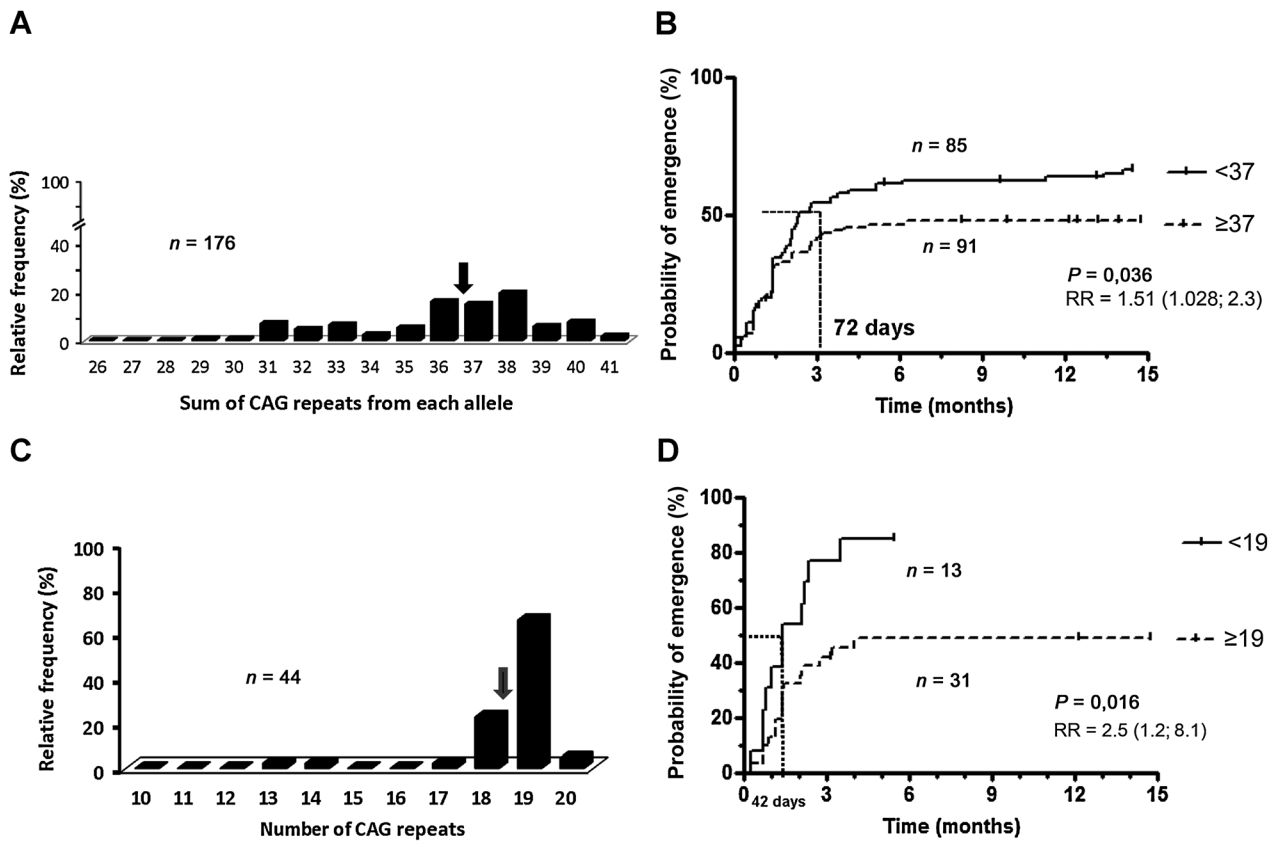 A
Relative frequency (%)
100
40
20
0
n = 176
26 27 28 29 30 31 32 33 34 35 36 37 38 39 40 41
Sum of CAG repeats from each allele
B
Probability of emergence (%)
100
50
0
n = 85
<37
≥37
n = 91
P = 0,036
RR = 1.51 (1.028; 2.3)
72 days
0 3 6 9 12 15
Time (months)
C
Relative frequency (%)
100
80
60
40
20
0
n = 44
10 11 12 13 14 15 16 17 18 19 20
Number of CAG repeats
D
Probability of emergence (%)
100
80
60
40
20
0
<19
n = 13
≥19
n = 31
P = 0,016
RR = 2.5 (1.2; 8.1)
0 3 6 9 12 15
42 days
Time (months)